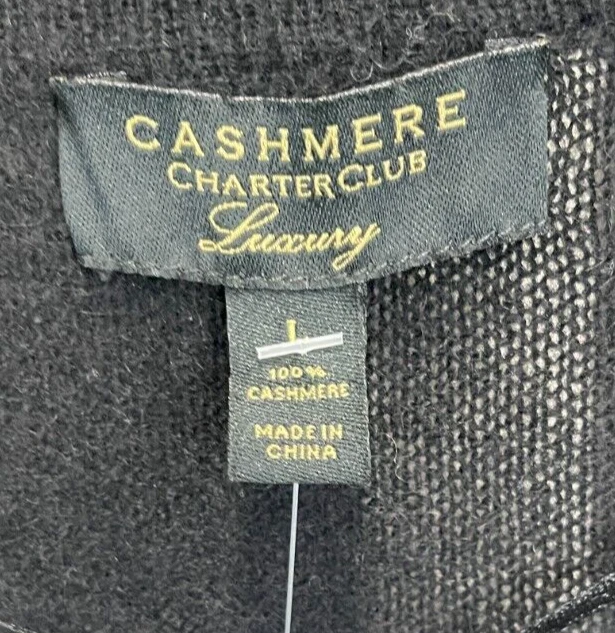 CASHMERE
CHARTER CLUB
Luxury
100%
CASHMERE
MADE IN
CHINA